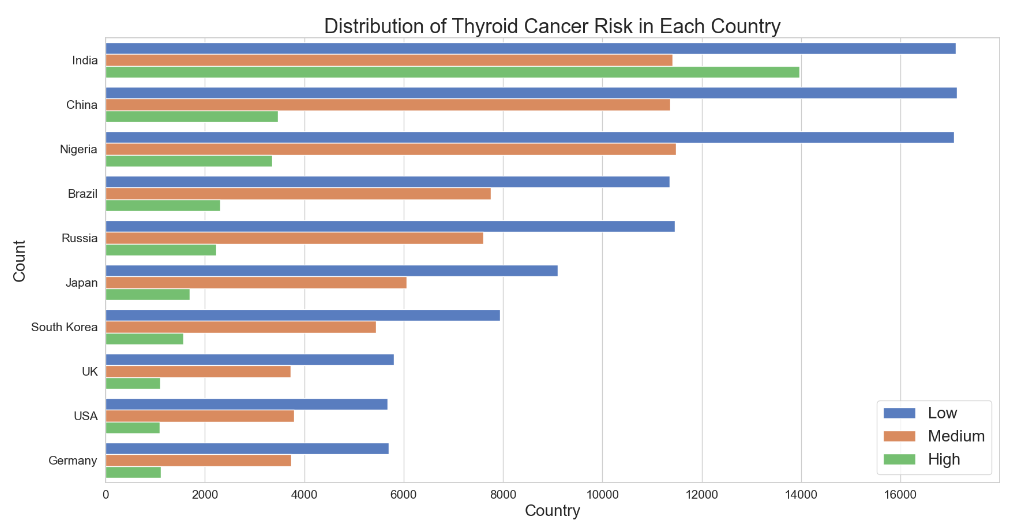 Distribution of Thyroid Cancer Risk in Each Country
India
China
Nigeria
Brazil
Russia
Japan
South Korea
UK
USA
Germany
Count
0 2000 4000 6000 8000 10000 12000 14000 16000
Country
Low
Medium
High